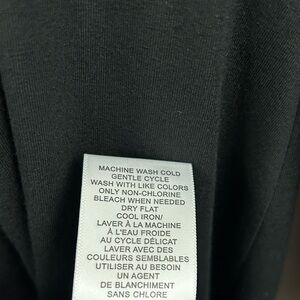 MACHINE WASH COLD
GENTLE CYCLE
WASH WITH LIKE COLORS
ONLY NON-CHLORINE
BLEACH WHEN NEEDED
DRY FLAT
COOL IRON/
LAVER À LA MACHINE
À L'EAU FROIDE
AU CYCLE DÉLICAT
LAVER AVEC DES
COULEURS SEMBLABLES
UTILISER AU BESOIN
UN AGENT
DE BLANCHIMENT
SANS CHLORE